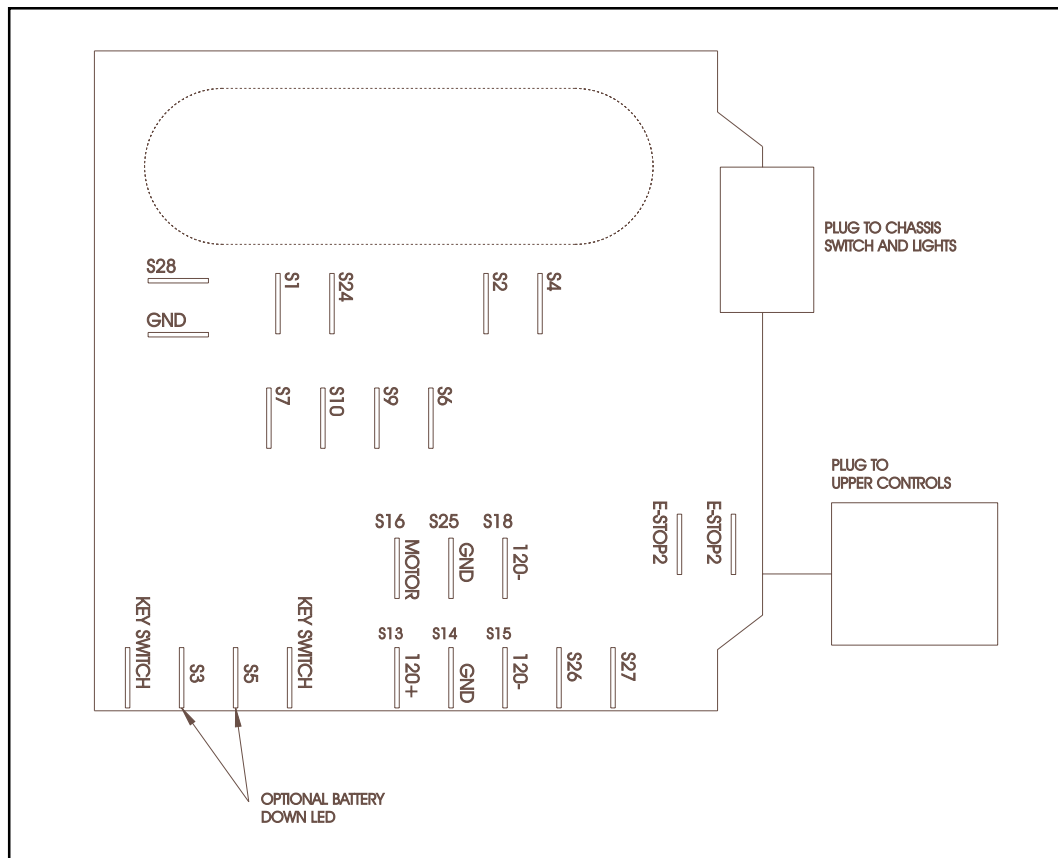 PLUG TO CHASSIS
SWITCH AND LIGHTS
S28
S1
S24
S2
S4
GND
S7
S10
S9
S6
PLUG TO
UPPER CONTROLS
E-STOP2
E-STOP2
S16
MOTOR
S25
GND
S18
120-
KEY SWITCH
S3
S5
KEY SWITCH
S13
120+
S14
GND
S15
120-
S26
S27
OPTIONAL BATTERY
DOWN LED